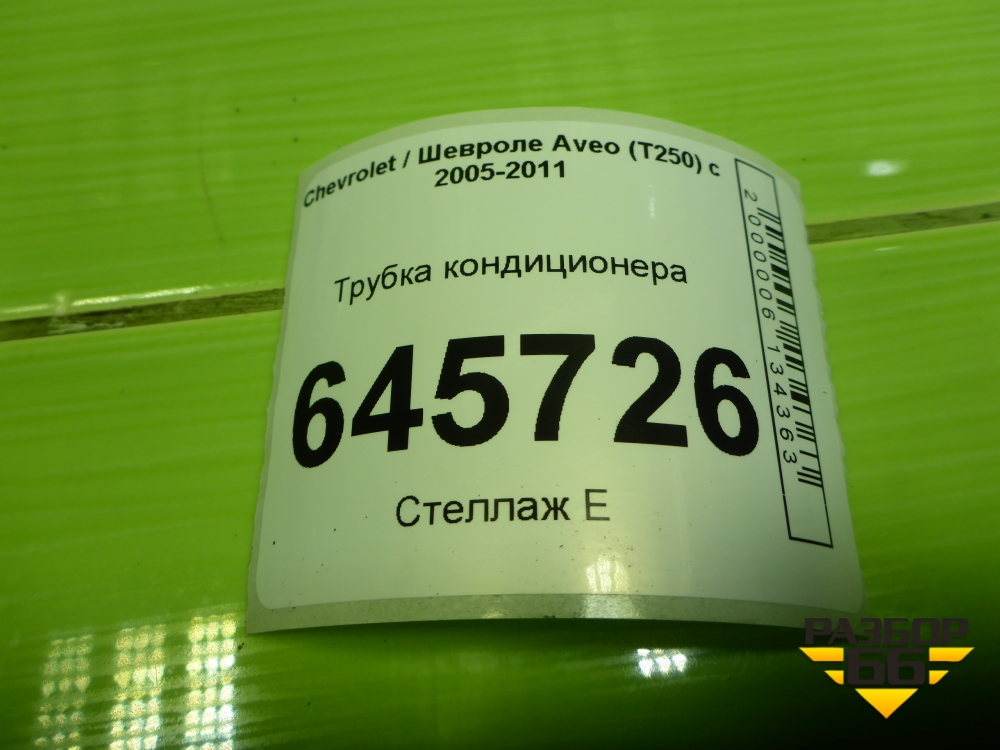 Chevrolet / Шевроле Aveo (T250) с
2005-2011
Трубка кондиционера
645726
Стеллаж Е
2000006134363
РАЗБОР
66